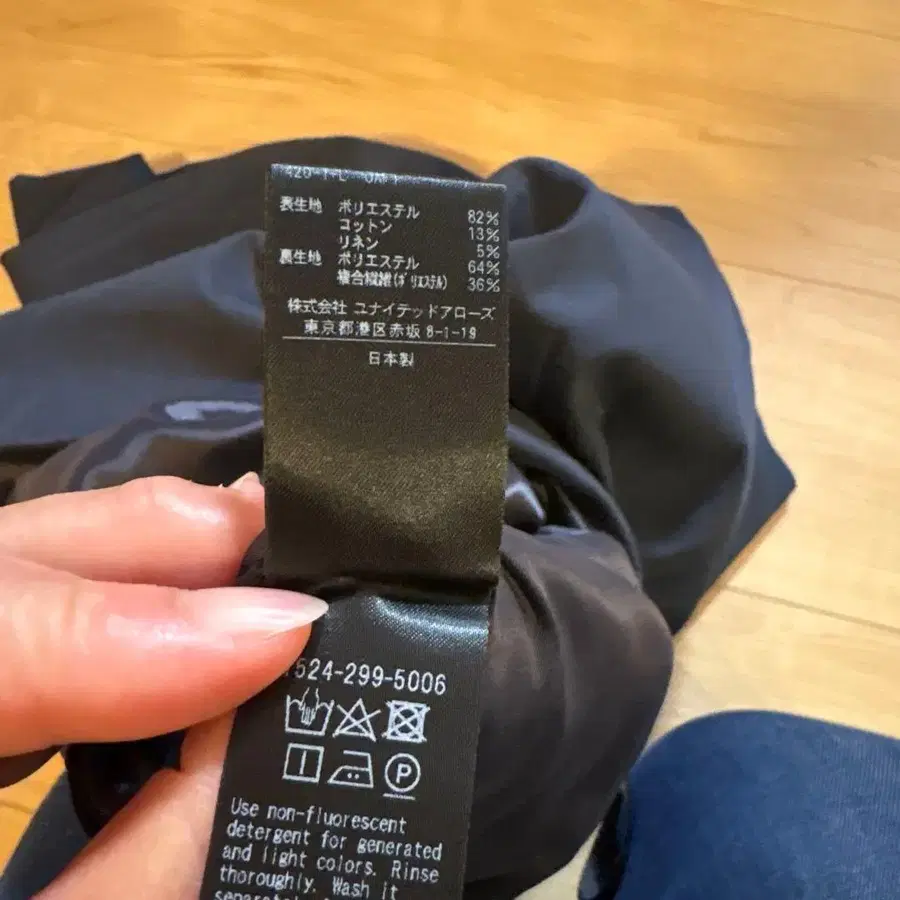 表生地 ポリエステル 82%
コットン 13%
リネン 5%
裏生地 ポリエステル 64%
複合繊維(ポリエステル) 36%
株式会社 ユナイテッドアローズ
東京都港区赤坂 8-1-19
日本製
524-299-5006
P
Use non-fluorescent
detergent for generated
and light colors. Rinse
thoroughly. Wash it